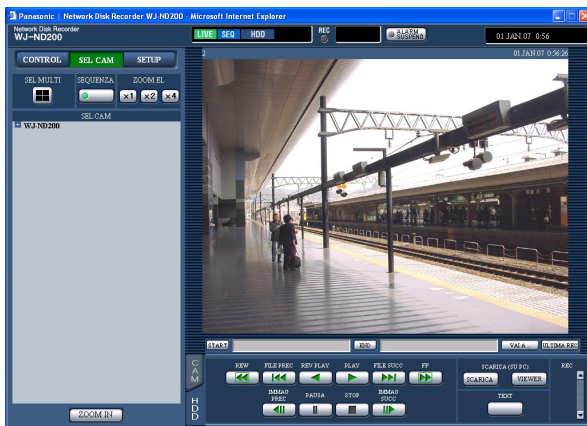 Panasonic | Network Disk Recorder WJ-ND200 - Microsoft Internet Explorer
Network Disk Recorder
WJ-ND200
LIVE SEQ HDD
REC
ALARM SUSPEND
01.JAN.07 0:56
CONTROL SEL CAM SETUP
SEL MULTI SEQUENZA ZOOM EL
x1 x2 x4
SEL CAM
WJ-ND200
2
01.JAN.07 0:56:26
START END VAI A ... ULTIMA REG
CAM
HDD
REW FILE PREC REV PLAY PLAY FILE SUCC FF
SCARICA (SU PC)
REC
SCARICA VIEWER
IMMAG PREC PAUSA STOP IMMAG SUCC
TEXT
ZOOM IN